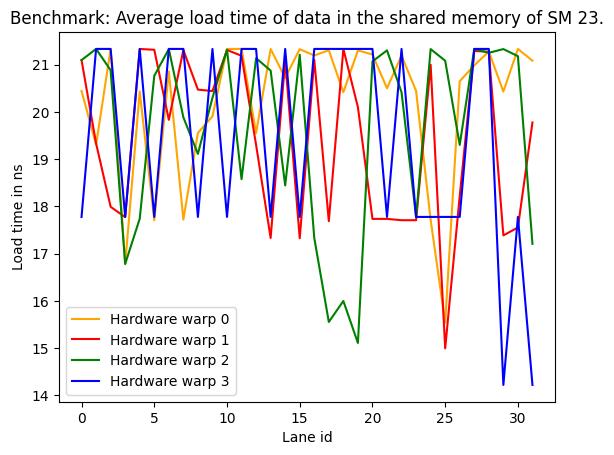 Benchmark: Average load time of data in the shared memory of SM 23.
Load time in ns
21
20
19
18
17
16
15
14
Hardware warp 0
Hardware warp 1
Hardware warp 2
Hardware warp 3
0 5 10 15 20 25 30
Lane id